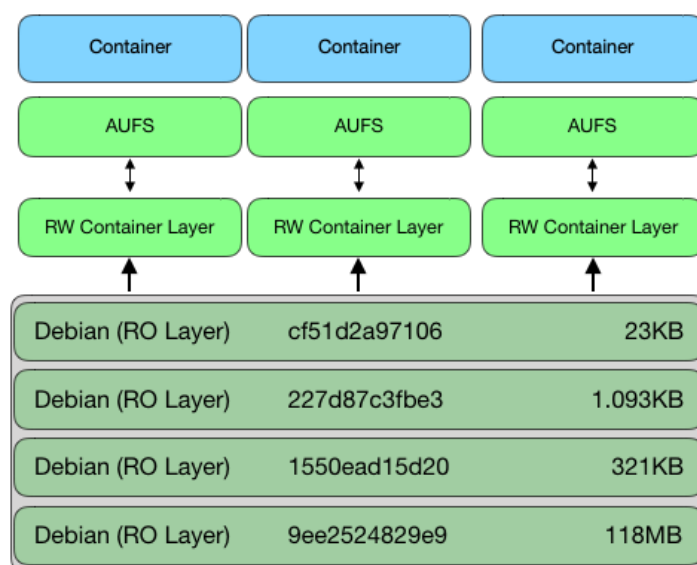 Container Container Container
AUFS AUFS AUFS
RW Container Layer RW Container Layer RW Container Layer
Debian (RO Layer) cf51d2a97106 23KB
Debian (RO Layer) 227d87c3fbe3 1.093KB
Debian (RO Layer) 1550ead15d20 321KB
Debian (RO Layer) 9ee2524829e9 118MB